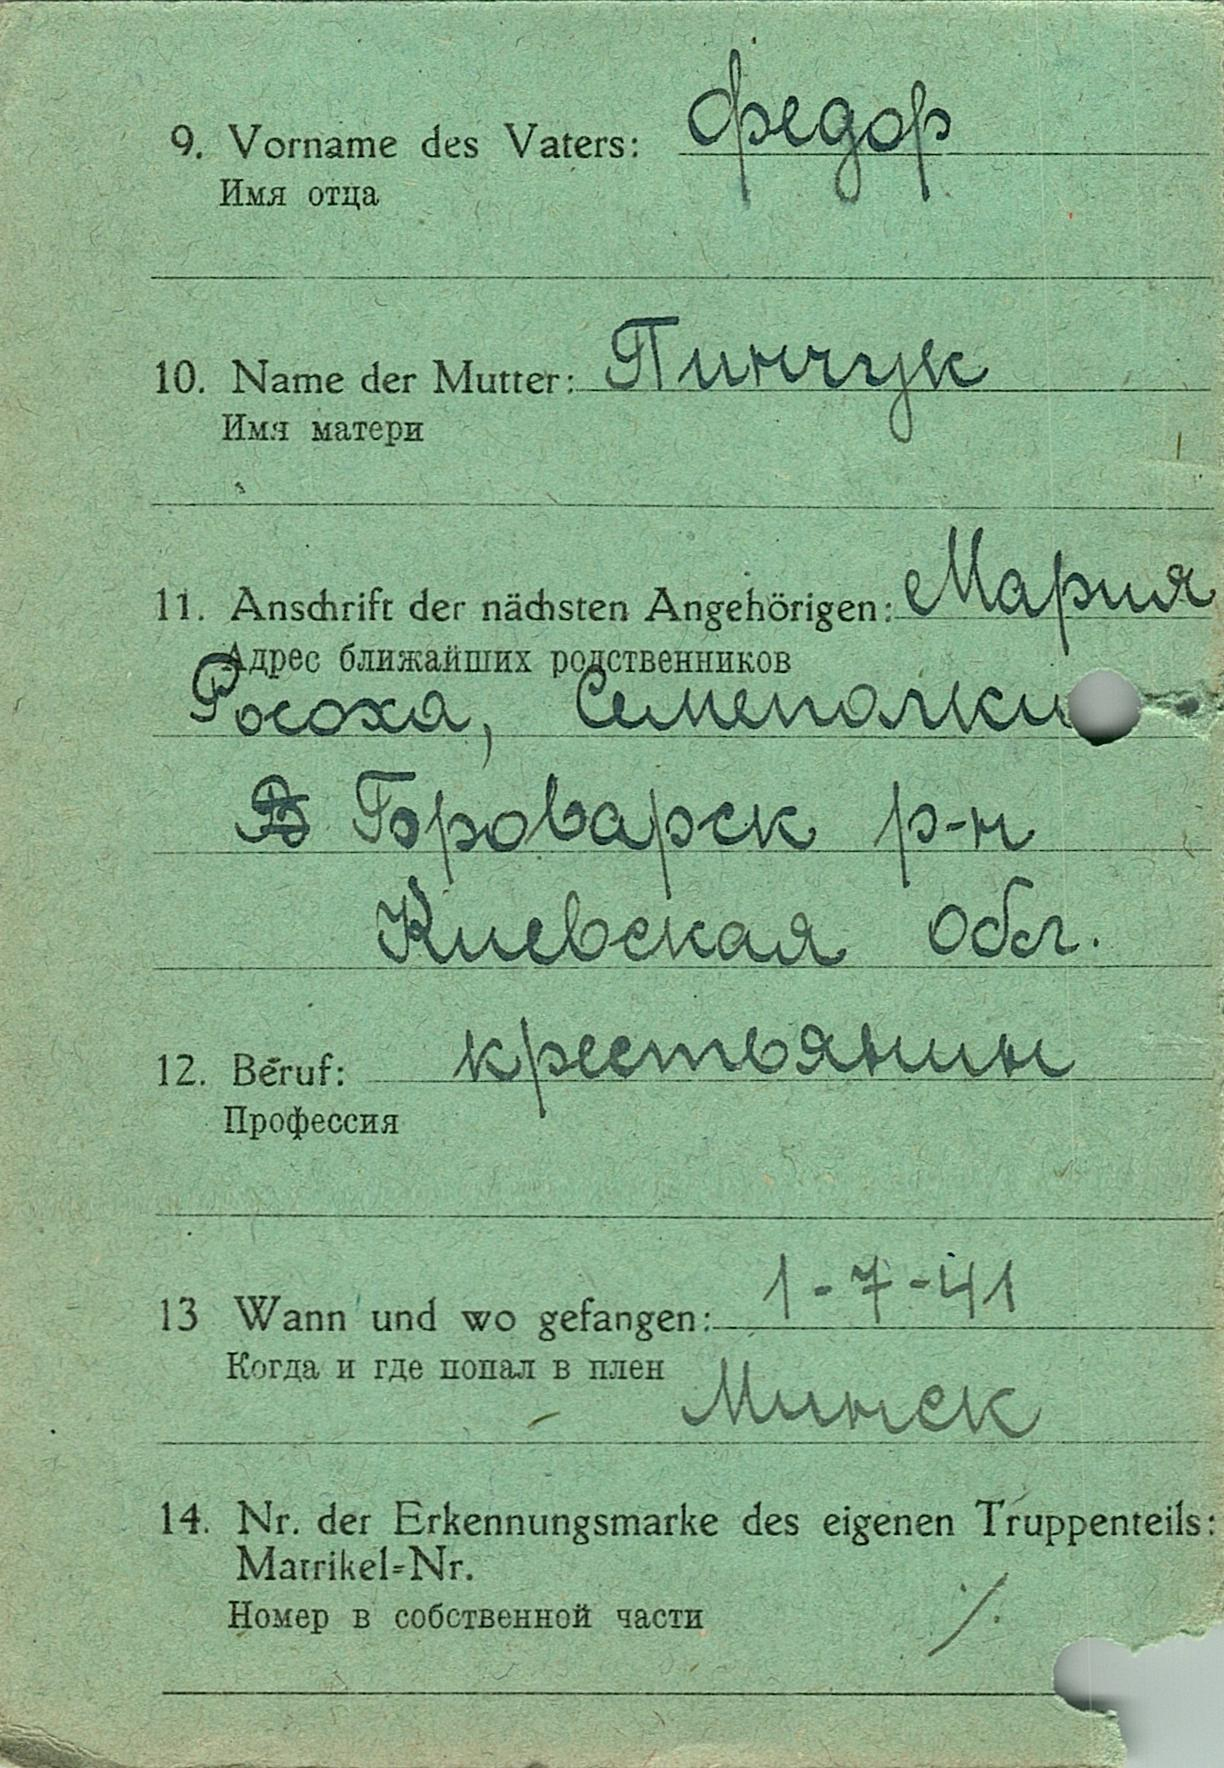 9. Vorname des Vaters: Федор
Имя отца
10. Name der Mutter: Пинчук
Имя матери
11. Anschrift der nächsten Angehörigen: Мария
Адрес ближайших родственников
Росоха, Семеполки
В Броварск р-н
Киевская обл.
12. Beruf: крестьянин
Профессия
13 Wann und wo gefangen: 1-7-41
Когда и где попал в плен
Минск
14. Nr. der Erkennungsmarke des eigenen Truppenteils:
Matrikel=Nr.
Номер в собственной части ⁒